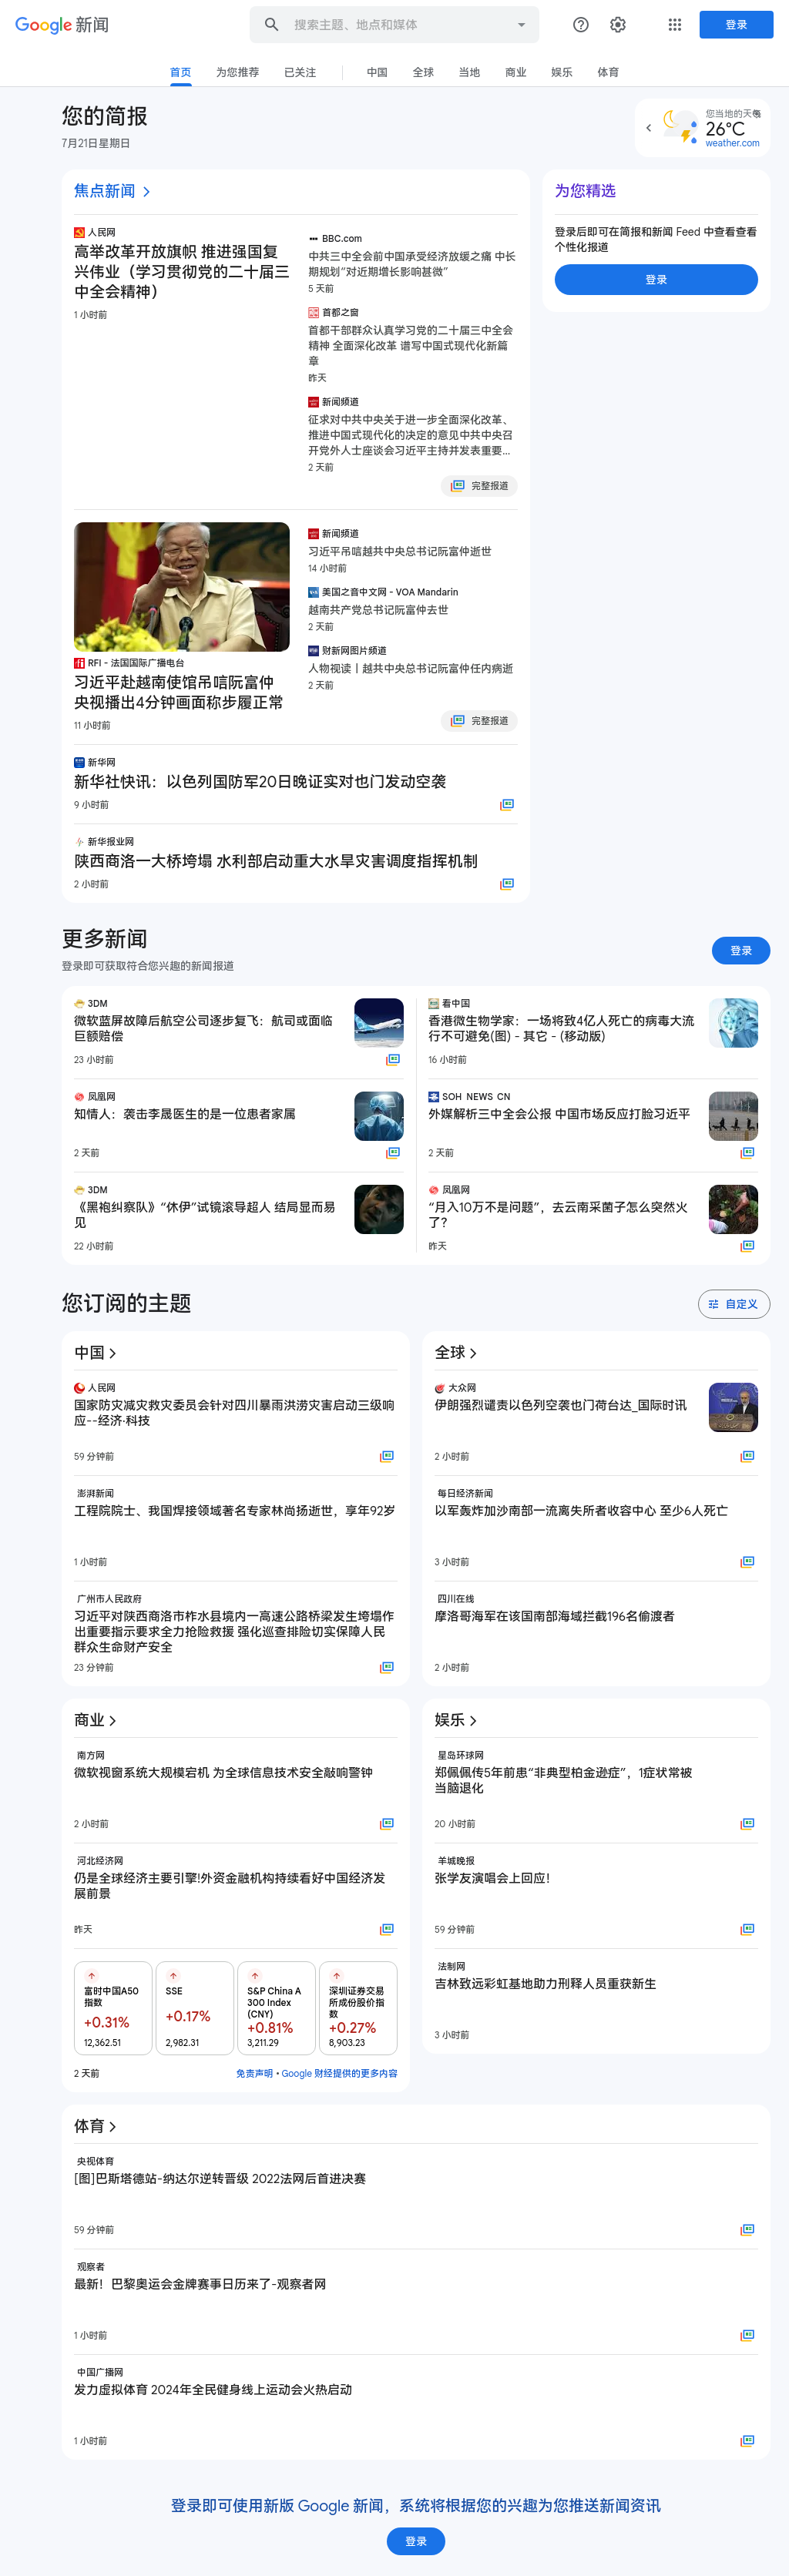 Google 新闻
搜索主题、地点和媒体
登录
首页
为您推荐
已关注
中国
全球
当地
商业
娱乐
体育
您的简报
7月21日星期日
您当地的天气
26°C
weather.com
焦点新闻
人民网
高举改革开放旗帜 推进强国复
兴伟业（学习贯彻党的二十届三
中全会精神）
1 小时前
BBC.com
中共三中全会前中国承受经济放缓之痛 中长
期规划“对近期增长影响甚微”
5 天前
首都之窗
首都干部群众认真学习党的二十届三中全会
精神 全面深化改革 谱写中国式现代化新篇
章
昨天
新闻频道
征求对中共中央关于进一步全面深化改革、
推进中国式现代化的决定的意见中共中央召
开党外人士座谈会习近平主持并发表重要...
2 天前
完整报道
为您精选
登录后即可在简报和新闻 Feed 中查看查看
个性化报道
登录
RFI - 法国国际广播电台
习近平赴越南使馆吊唁阮富仲
央视播出4分钟画面称步履正常
11 小时前
新闻频道
习近平吊唁越共中央总书记阮富仲逝世
14 小时前
美国之音中文网 - VOA Mandarin
越南共产党总书记阮富仲去世
2 天前
财新网图片频道
人物视读丨越共中央总书记阮富仲任内病逝
2 天前
完整报道
新华网
新华社快讯：以色列国防军20日晚证实对也门发动空袭
9 小时前
新华报业网
陕西商洛一大桥垮塌 水利部启动重大水旱灾害调度指挥机制
2 小时前
更多新闻
登录即可获取符合您兴趣的新闻报道
登录
3DM
微软蓝屏故障后航空公司逐步复飞：航司或面临
巨额赔偿
23 小时前
看中国
香港微生物学家：一场将致4亿人死亡的病毒大流
行不可避免(图) - 其它 - (移动版)
16 小时前
凤凰网
知情人：袭击李晟医生的是一位患者家属
2 天前
SOH NEWS CN
外媒解析三中全会公报 中国市场反应打脸习近平
2 天前
3DM
《黑袍纠察队》“休伊”试镜滚导超人 结局显而易
见
22 小时前
凤凰网
“月入10万不是问题”，去云南采菌子怎么突然火
了？
昨天
您订阅的主题
自定义
中国
人民网
国家防灾减灾救灾委员会针对四川暴雨洪涝灾害启动三级响
应--经济·科技
59 分钟前
澎湃新闻
工程院院士、我国焊接领域著名专家林尚扬逝世，享年92岁
1 小时前
广州市人民政府
习近平对陕西商洛市柞水县境内一高速公路桥梁发生垮塌作
出重要指示要求全力抢险救援 强化巡查排险切实保障人民
群众生命财产安全
23 分钟前
全球
大众网
伊朗强烈谴责以色列空袭也门荷台达_国际时讯
2 小时前
每日经济新闻
以军轰炸加沙南部一流离失所者收容中心 至少6人死亡
3 小时前
四川在线
摩洛哥海军在该国南部海域拦截196名偷渡者
2 小时前
商业
南方网
微软视窗系统大规模宕机 为全球信息技术安全敲响警钟
2 小时前
河北经济网
仍是全球经济主要引擎!外资金融机构持续看好中国经济发
展前景
昨天
富时中国A50
指数
+0.31%
12,362.51
SSE
+0.17%
2,982.31
S&P China A
300 Index
(CNY)
+0.81%
3,211.29
深圳证券交易
所成份股价指
数
+0.27%
8,903.23
2 天前
免责声明 • Google 财经提供的更多内容
娱乐
星岛环球网
郑佩佩传5年前患“非典型柏金逊症”，1症状常被
当脑退化
20 小时前
羊城晚报
张学友演唱会上回应！
59 分钟前
法制网
吉林致远彩虹基地助力刑释人员重获新生
3 小时前
体育
央视体育
[图]巴斯塔德站-纳达尔逆转晋级 2022法网后首进决赛
59 分钟前
观察者
最新！巴黎奥运会金牌赛事日历来了-观察者网
1 小时前
中国广播网
发力虚拟体育 2024年全民健身线上运动会火热启动
1 小时前
登录即可使用新版 Google 新闻，系统将根据您的兴趣为您推送新闻资讯
登录